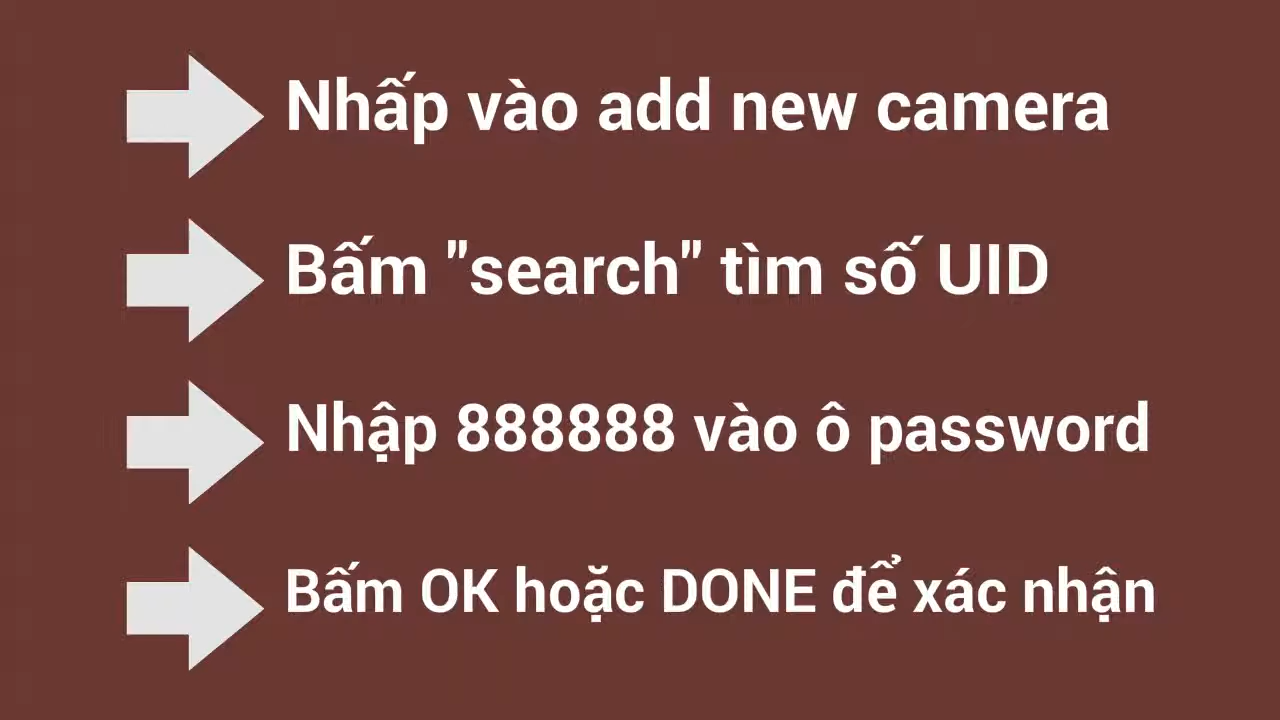 Nhấp vào add new camera
Bấm "search" tìm số UID
Nhập 888888 vào ô password
Bấm OK hoặc DONE để xác nhận